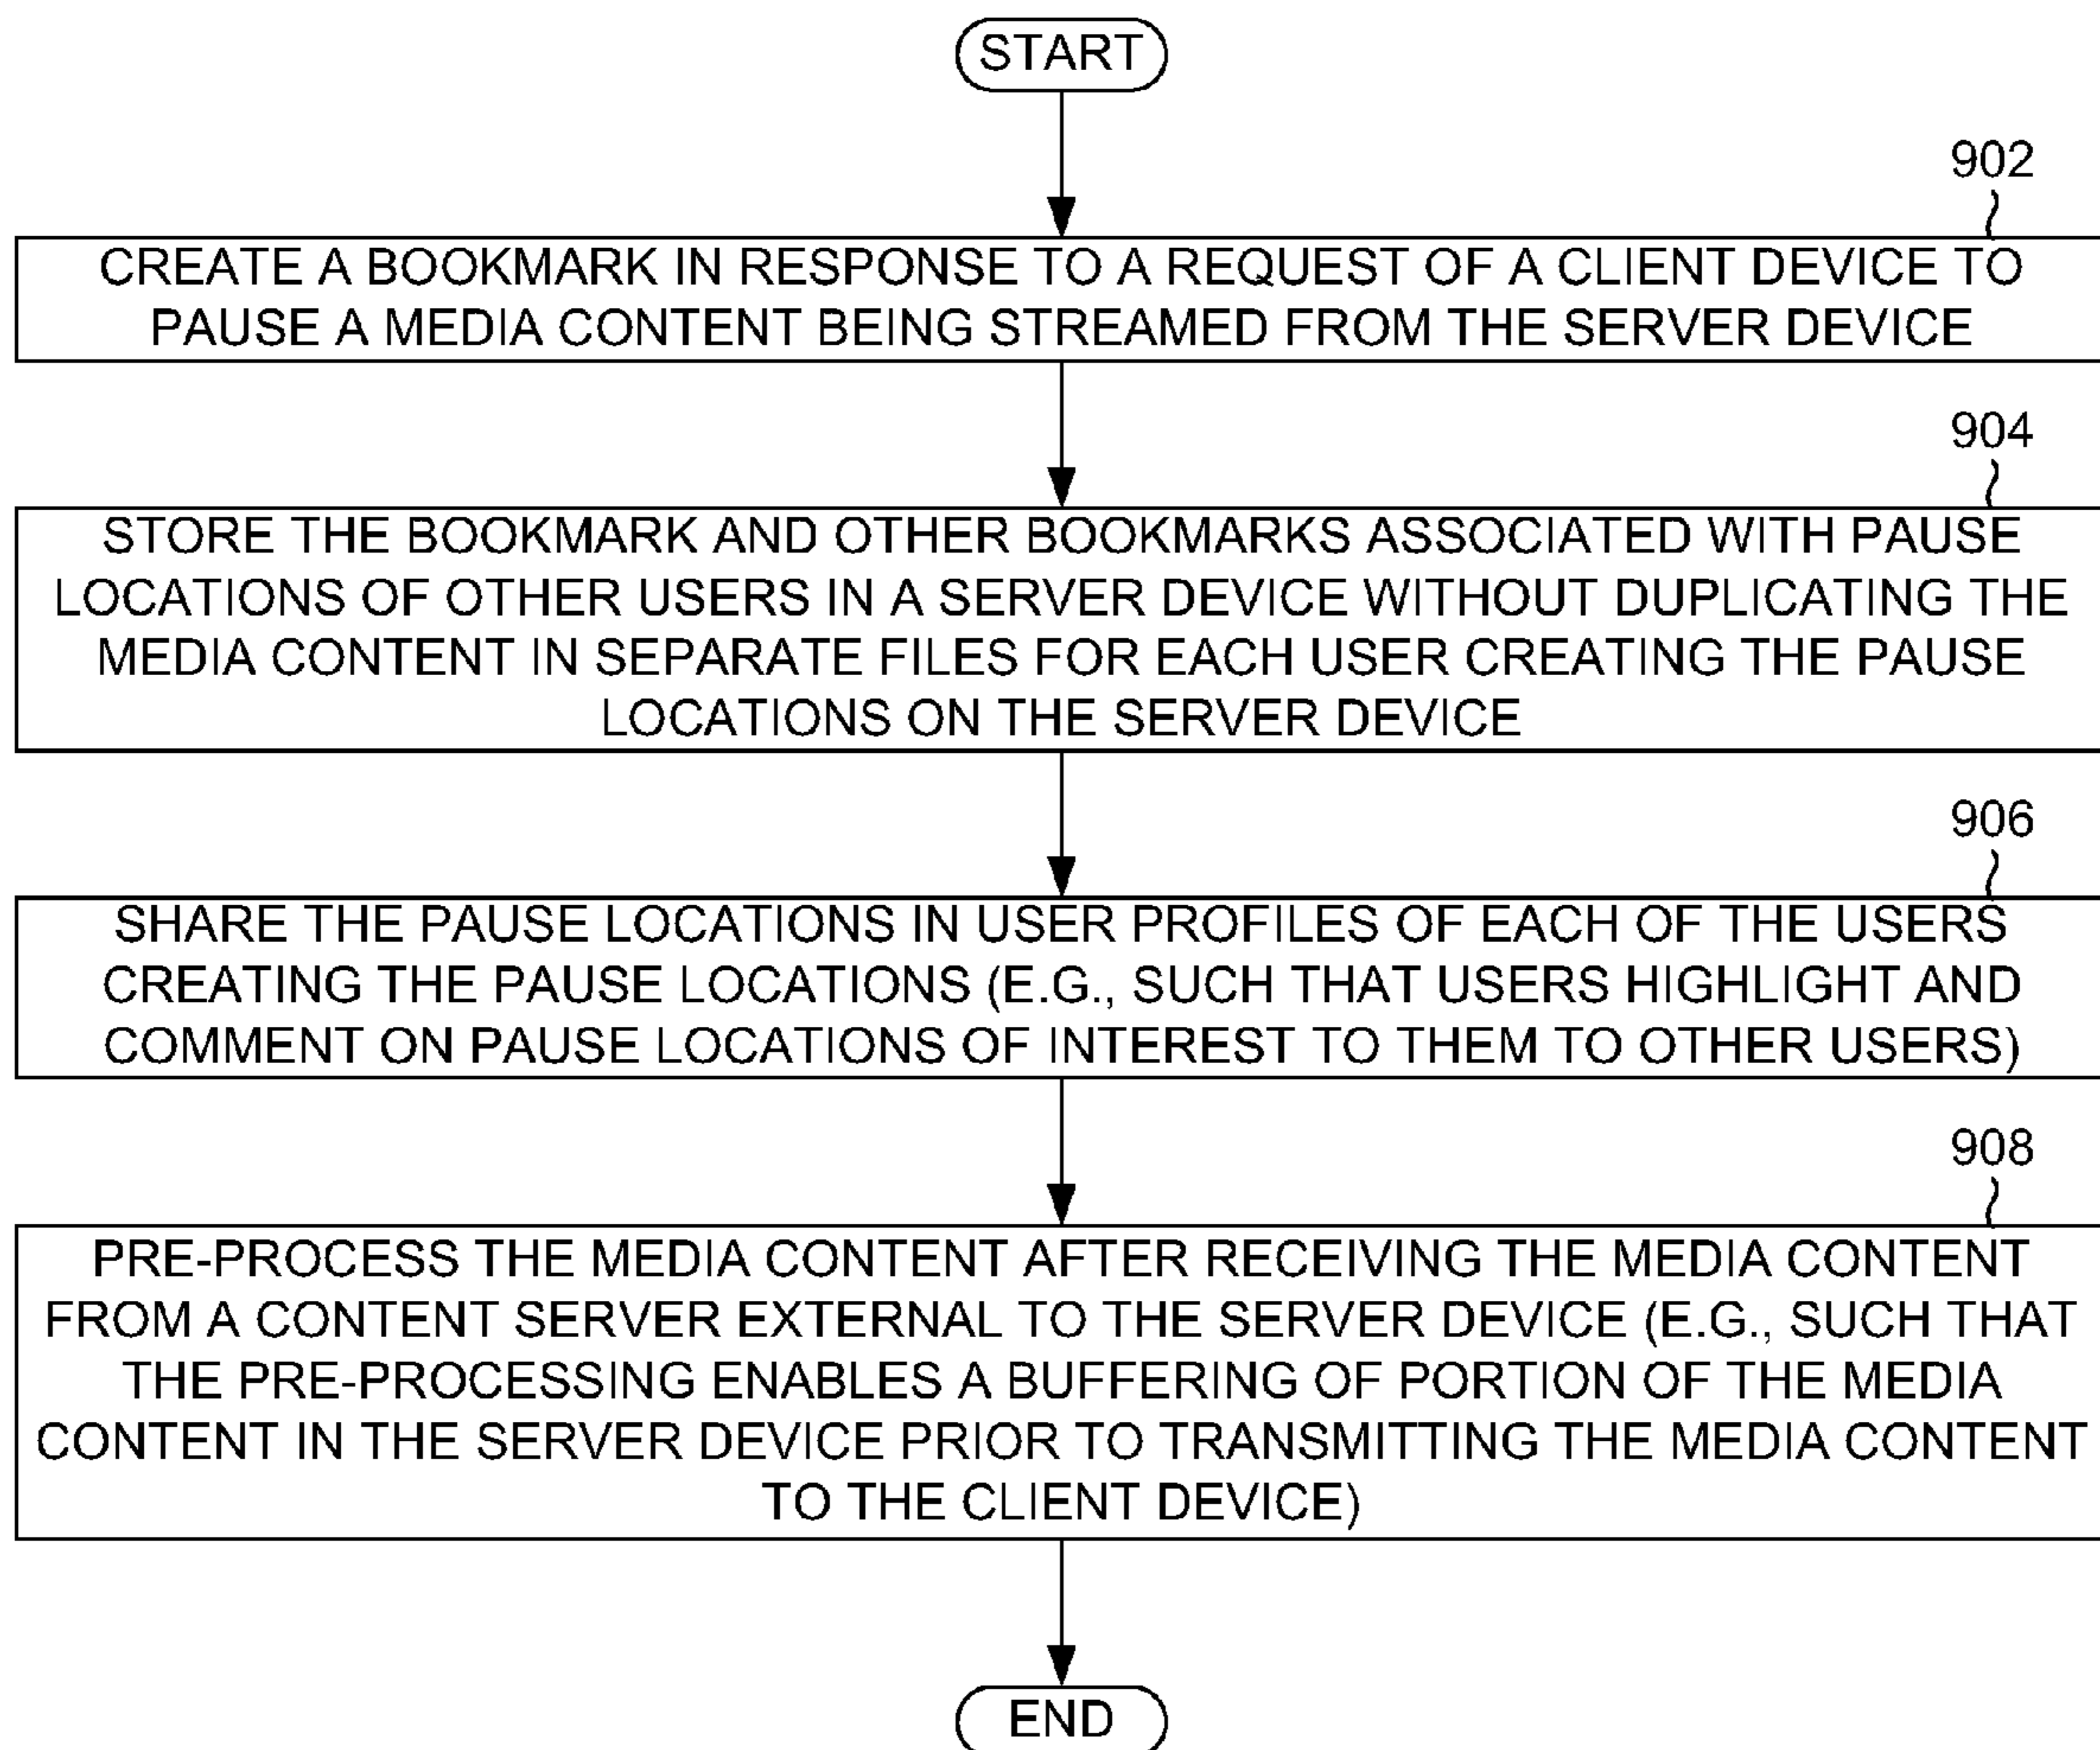 START
902
CREATE A BOOKMARK IN RESPONSE TO A REQUEST OF A CLIENT DEVICE TO
PAUSE A MEDIA CONTENT BEING STREAMED FROM THE SERVER DEVICE
904
STORE THE BOOKMARK AND OTHER BOOKMARKS ASSOCIATED WITH PAUSE
LOCATIONS OF OTHER USERS IN A SERVER DEVICE WITHOUT DUPLICATING THE
MEDIA CONTENT IN SEPARATE FILES FOR EACH USER CREATING THE PAUSE
LOCATIONS ON THE SERVER DEVICE
906
SHARE THE PAUSE LOCATIONS IN USER PROFILES OF EACH OF THE USERS
CREATING THE PAUSE LOCATIONS (E.G., SUCH THAT USERS HIGHLIGHT AND
COMMENT ON PAUSE LOCATIONS OF INTEREST TO THEM TO OTHER USERS)
908
PRE-PROCESS THE MEDIA CONTENT AFTER RECEIVING THE MEDIA CONTENT
FROM A CONTENT SERVER EXTERNAL TO THE SERVER DEVICE (E.G., SUCH THAT
THE PRE-PROCESSING ENABLES A BUFFERING OF PORTION OF THE MEDIA
CONTENT IN THE SERVER DEVICE PRIOR TO TRANSMITTING THE MEDIA CONTENT
TO THE CLIENT DEVICE)
END